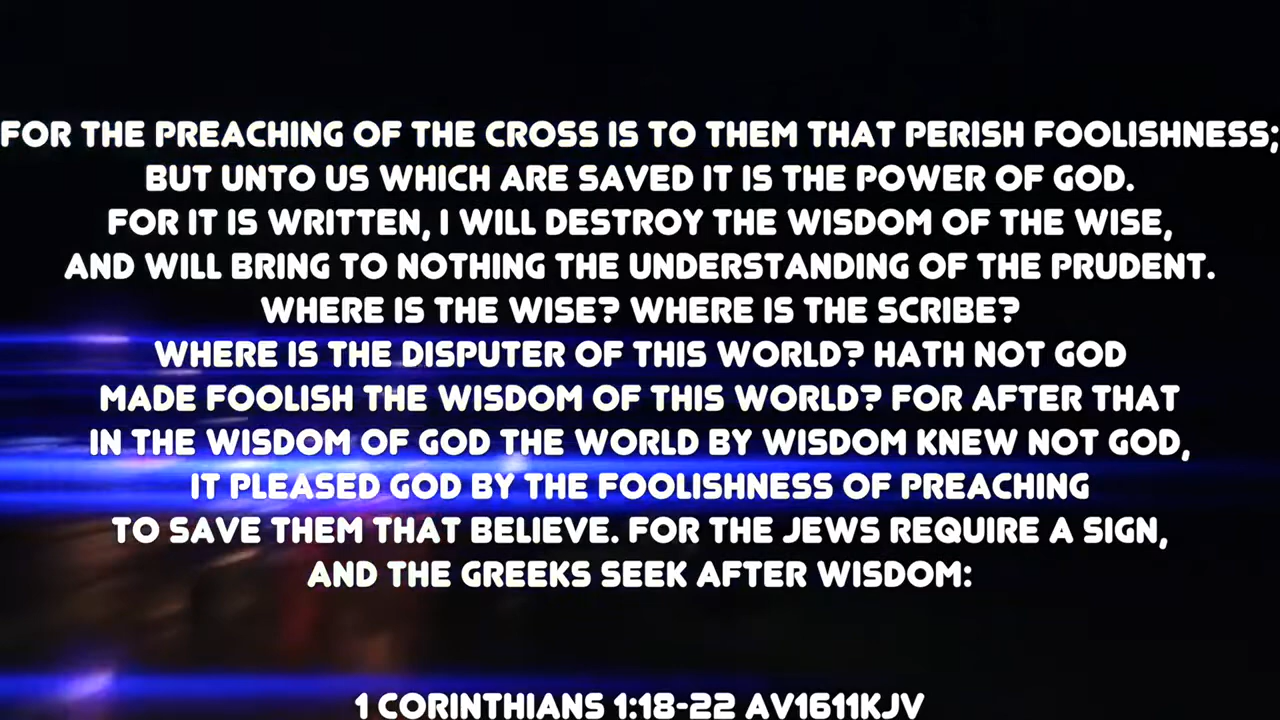 FOR THE PREACHING OF THE CROSS IS TO THEM THAT PERISH FOOLISHNESS;
BUT UNTO US WHICH ARE SAVED IT IS THE POWER OF GOD.
FOR IT IS WRITTEN, I WILL DESTROY THE WISDOM OF THE WISE,
AND WILL BRING TO NOTHING THE UNDERSTANDING OF THE PRUDENT.
WHERE IS THE WISE? WHERE IS THE SCRIBE?
WHERE IS THE DISPUTER OF THIS WORLD? HATH NOT GOD
MADE FOOLISH THE WISDOM OF THIS WORLD? FOR AFTER THAT
IN THE WISDOM OF GOD THE WORLD BY WISDOM KNEW NOT GOD,
IT PLEASED GOD BY THE FOOLISHNESS OF PREACHING
TO SAVE THEM THAT BELIEVE. FOR THE JEWS REQUIRE A SIGN,
AND THE GREEKS SEEK AFTER WISDOM:
1 CORINTHIANS 1:18-22 AV1611KJV